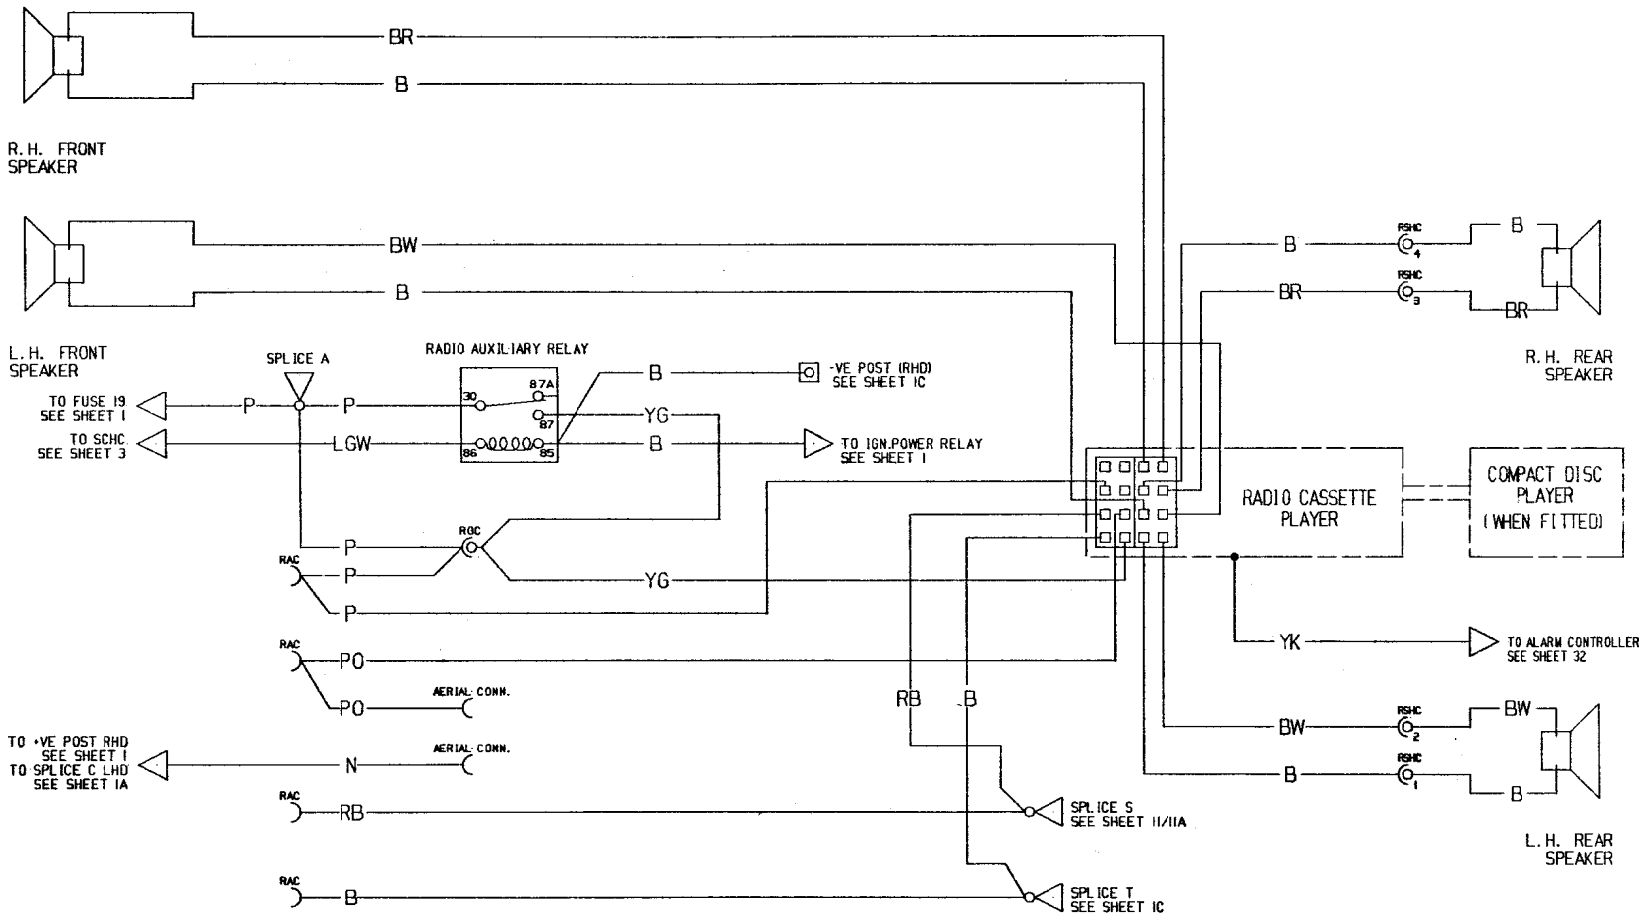 BR
B
R.H. FRONT
SPEAKER
BW
B
L.H. FRONT
SPEAKER
B
RSHC
4
B
BR
RSHC
3
BR
R.H. REAR
SPEAKER
SPLICE A
RADIO AUXILIARY RELAY
TO FUSE 19
SEE SHEET 1
P
P
30
87A
87
86
85
B
-VE POST (RHD)
SEE SHEET 1C
YG
TO SCHC
SEE SHEET 3
LGW
B
TO IGN.POWER RELAY
SEE SHEET 1
RADIO CASSETTE
PLAYER
COMPACT DISC
PLAYER
(WHEN FITTED)
P
RGC
RAC
P
YG
P
RAC
PO
PO
AERIAL CONN.
RB
B
YK
TO ALARM CONTROLLER
SEE SHEET 32
TO +VE POST RHD
SEE SHEET 1
TO SPLICE C LHD
SEE SHEET 1A
N
AERIAL CONN.
BW
RSHC
2
BW
B
RSHC
1
B
L.H. REAR
SPEAKER
RAC
RB
SPLICE S
SEE SHEET 11/11A
RAC
B
SPLICE T
SEE SHEET 1C